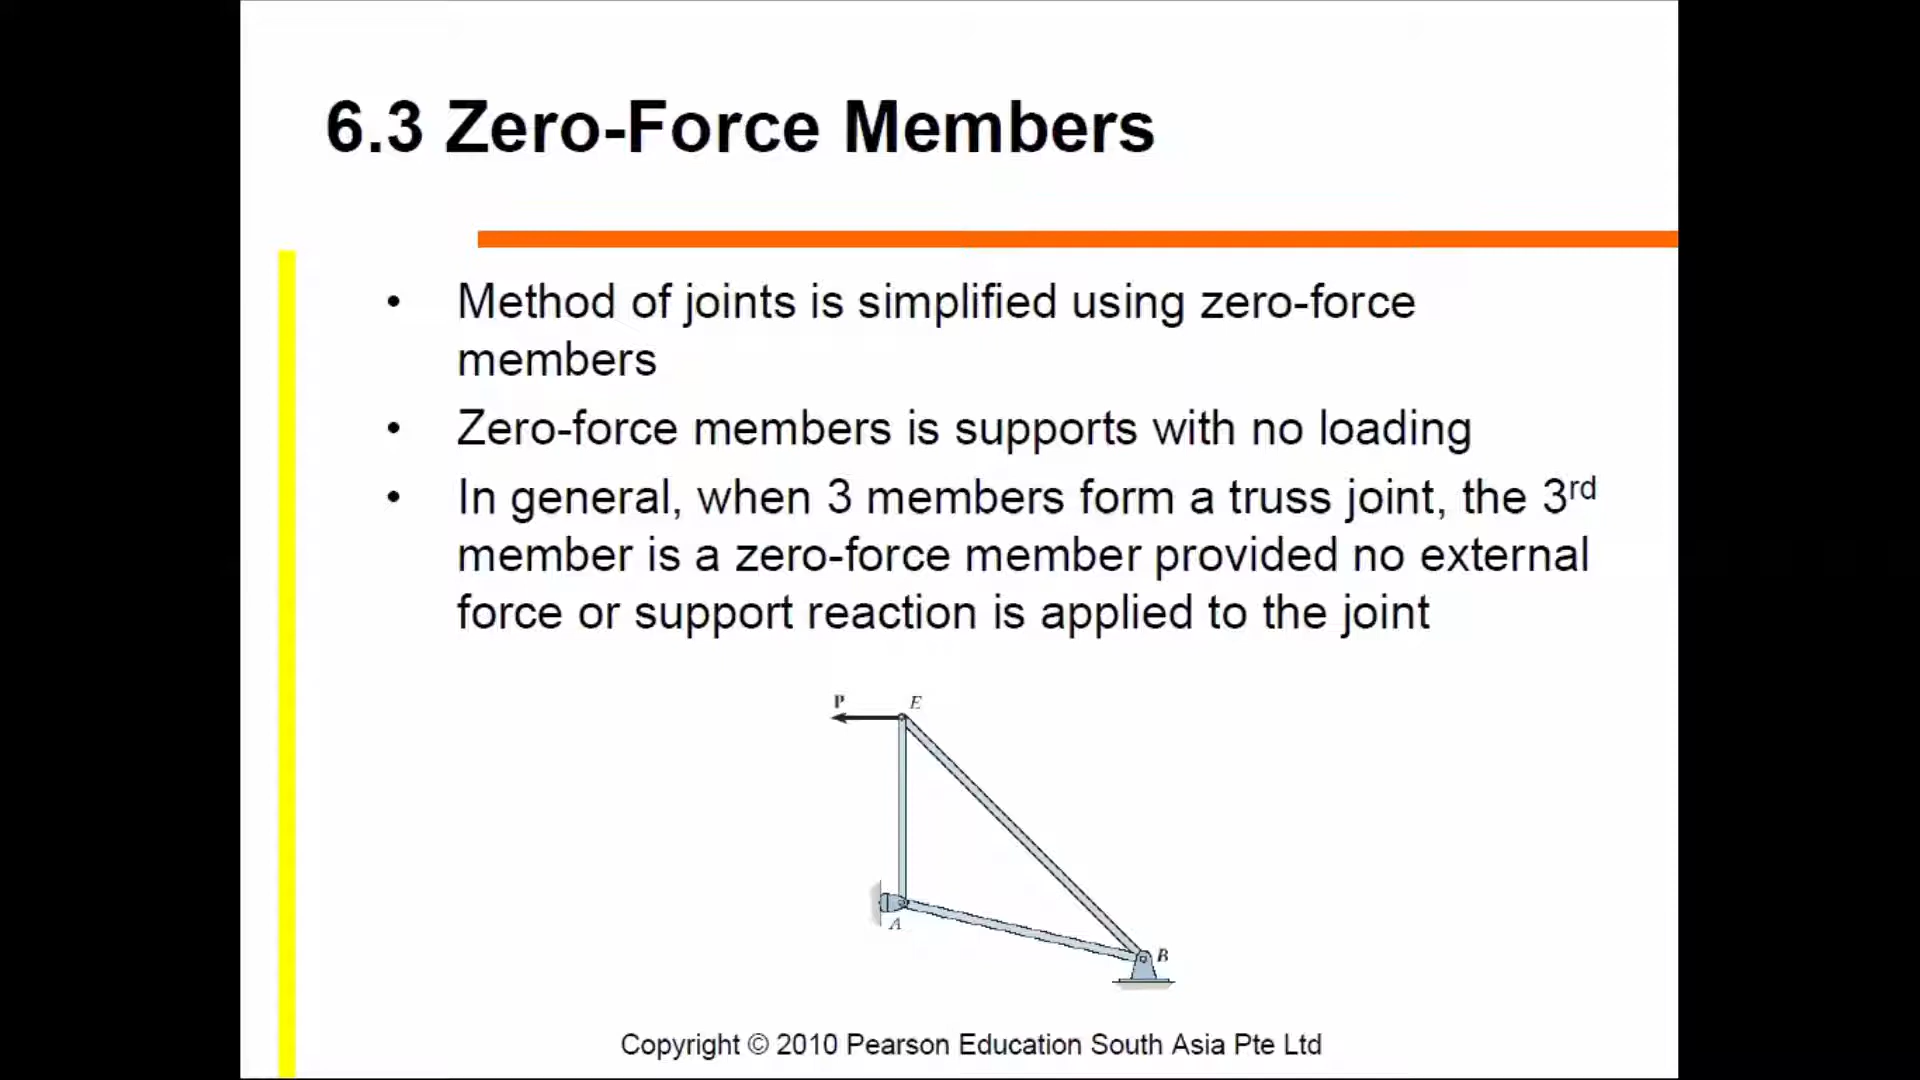 6.3 Zero-Force Members
• Method of joints is simplified using zero-force
members
• Zero-force members is supports with no loading
• In general, when 3 members form a truss joint, the 3rd
member is a zero-force member provided no external
force or support reaction is applied to the joint
P E
A
B
Copyright © 2010 Pearson Education South Asia Pte Ltd